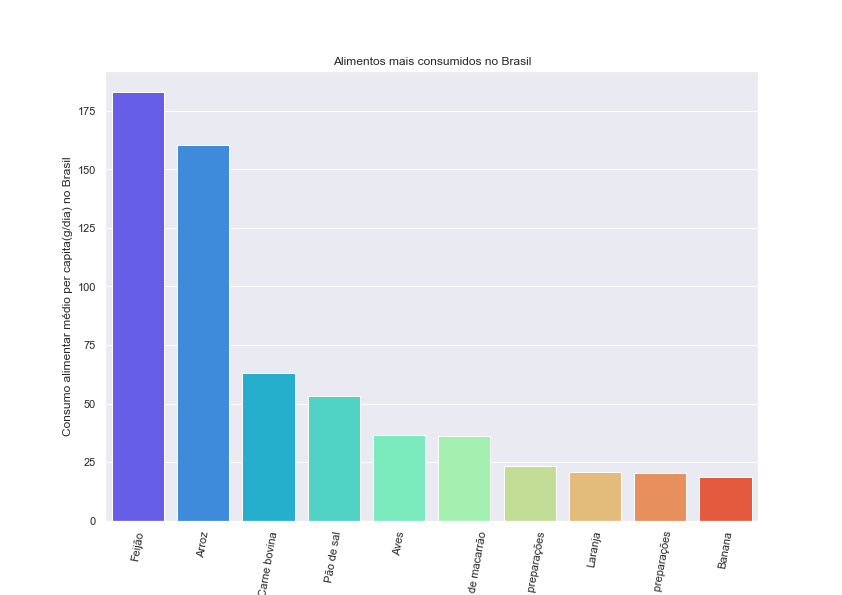 Alimentos mais consumidos no Brasil
Consumo alimentar médio per capita(g/dia) no Brasil
175
150
125
100
75
50
25
0
Feijão
Arroz
Carne bovina
Pão de sal
Aves
de macarrão
preparações
Laranja
preparações
Banana